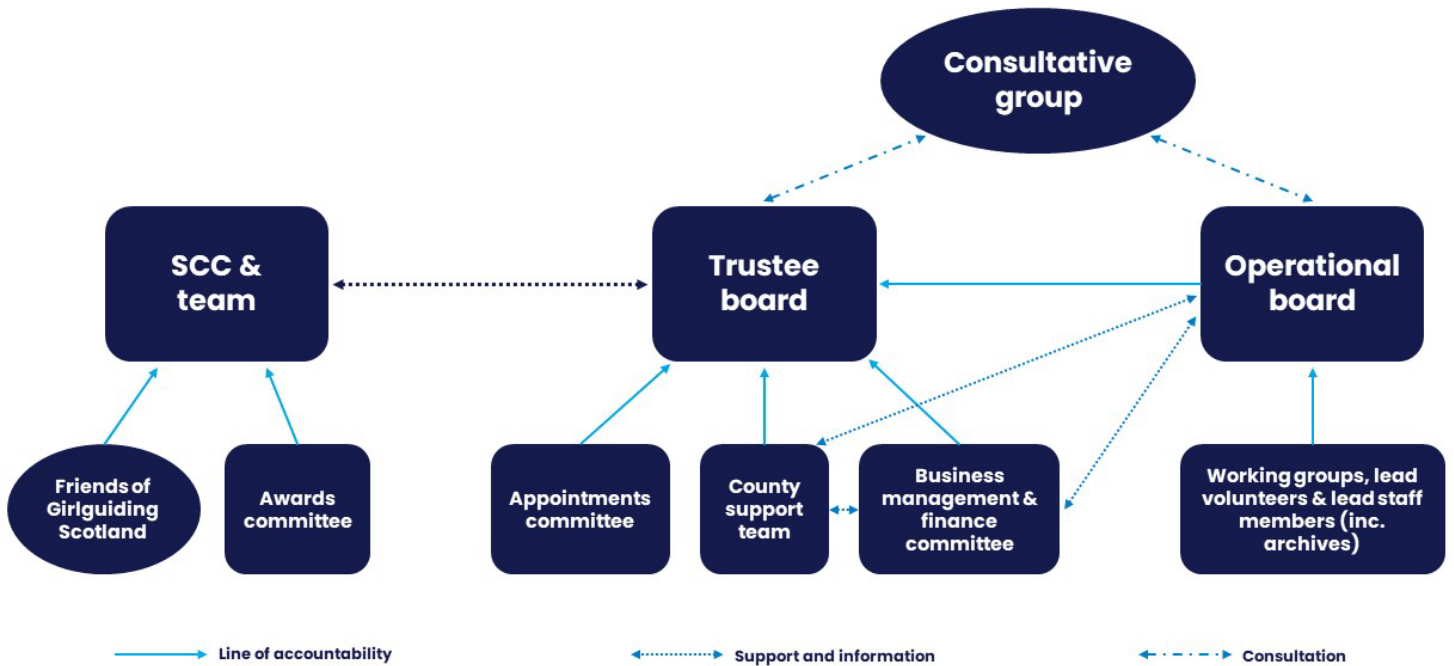 Consultative
group
SCC &
team
Trustee
board
Operational
board
Friends of
Girlguiding
Scotland
Awards
committee
Appointments
committee
County
support
team
Business
management &
finance
committee
Working groups, lead
volunteers & lead staff
members (inc.
archives)
Line of accountability
Support and information
Consultation